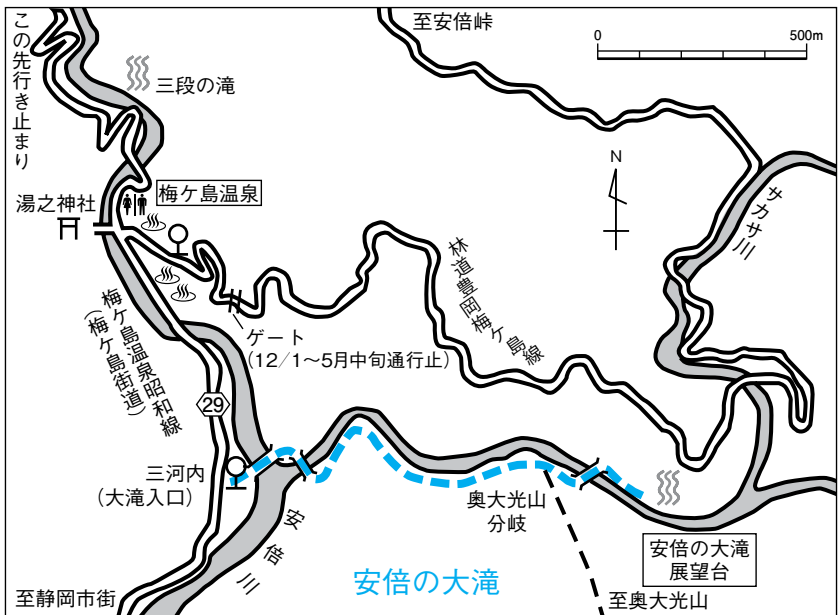 この先行き止まり
至安倍峠
0
500m
三段の滝
N
湯之神社
梅ケ島温泉
サカサ川
林道豊岡梅ケ島線
梅ケ島温泉昭和線
(梅ケ島街道)
ゲート
(12/1〜5月中旬通行止)
29
三河内
(大滝入口)
奥大光山
分岐
安倍川
安倍の大滝
安倍の大滝
展望台
至静岡市街
至奥大光山